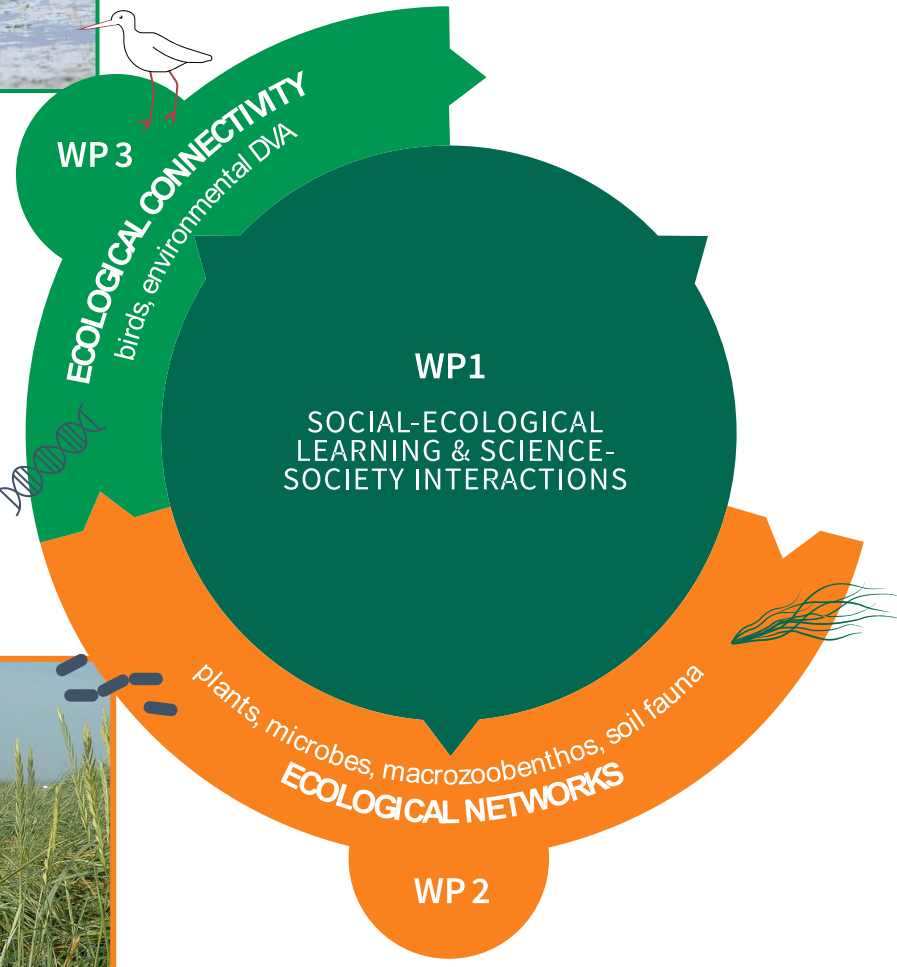 WP 3
ECOLOGICAL CONNECTIVITY
birds, environmental DVA
WP1
SOCIAL-ECOLOGICAL
LEARNING & SCIENCE-
SOCIETY INTERACTIONS
plants, microbes, macrozoobenthos, soil fauna
ECOLOGICAL NETWORKS
WP 2